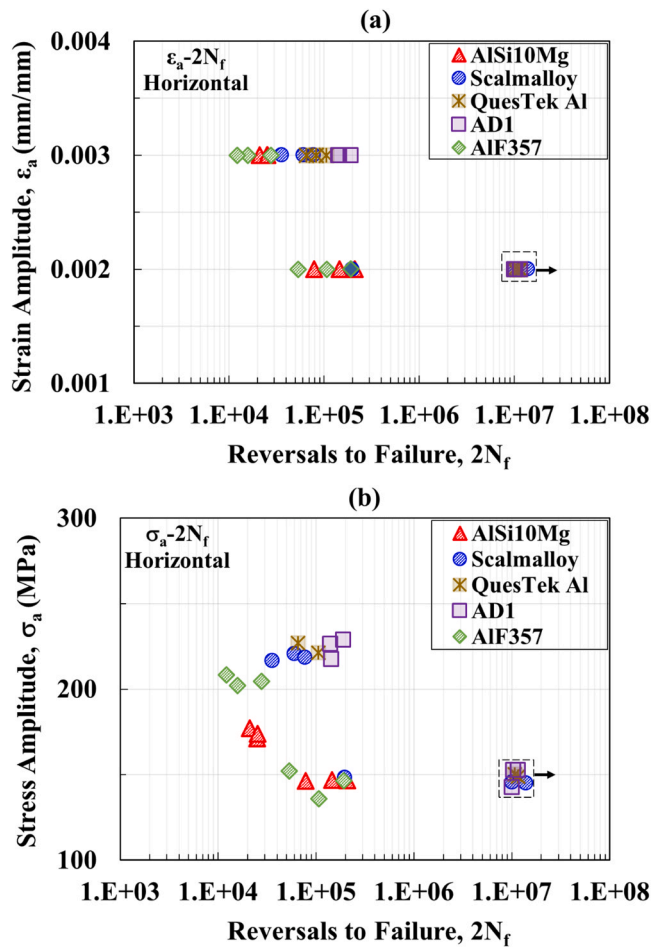 (a)
0.004
εa-2Nf
Horizontal
AlSi10Mg
Scalmalloy
QuesTek Al
AD1
AlF357
0.003
0.002
0.001
Strain Amplitude, εa (mm/mm)
1.E+03 1.E+04 1.E+05 1.E+06 1.E+07 1.E+08
Reversals to Failure, 2Nf
(b)
300
σa-2Nf
Horizontal
AlSi10Mg
Scalmalloy
QuesTek Al
AD1
AlF357
200
100
Stress Amplitude, σa (MPa)
1.E+03 1.E+04 1.E+05 1.E+06 1.E+07 1.E+08
Reversals to Failure, 2Nf